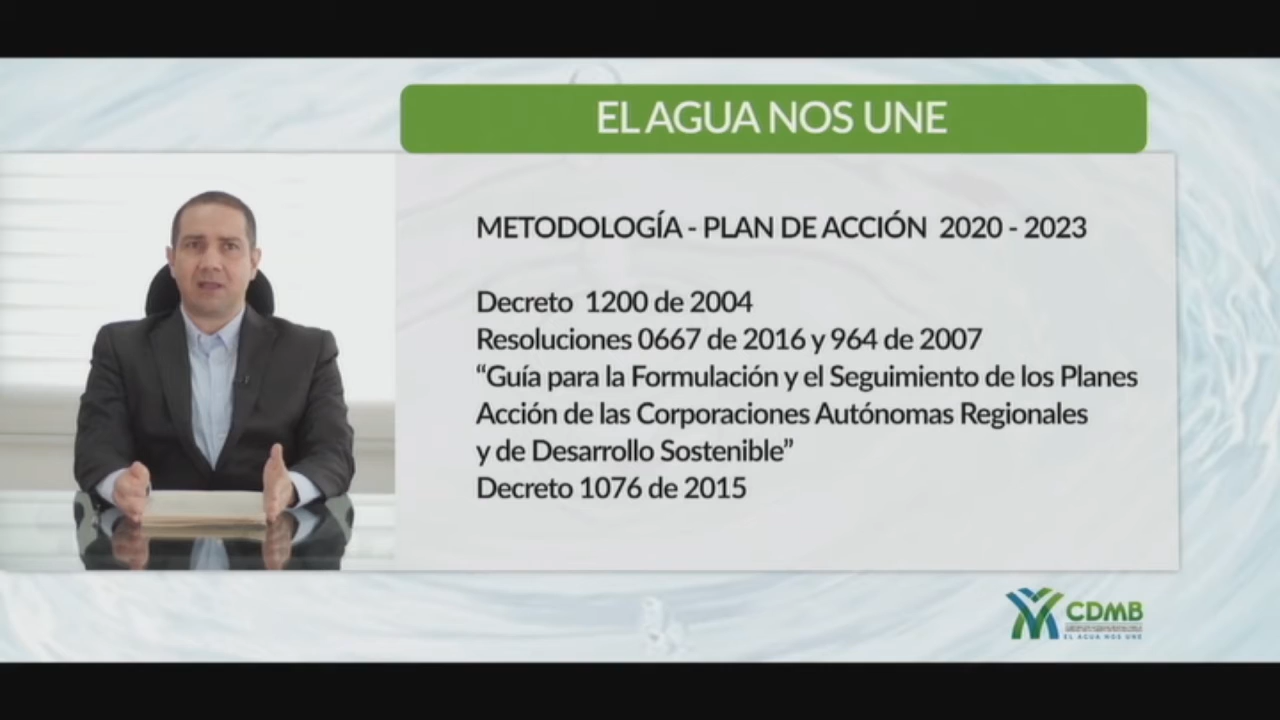 EL AGUA NOS UNE
METODOLOGÍA - PLAN DE ACCIÓN 2020 - 2023
Decreto 1200 de 2004
Resoluciones 0667 de 2016 y 964 de 2007
“Guía para la Formulación y el Seguimiento de los Planes
Acción de las Corporaciones Autónomas Regionales
y de Desarrollo Sostenible”
Decreto 1076 de 2015
CDMB
EL AGUA NOS UNE